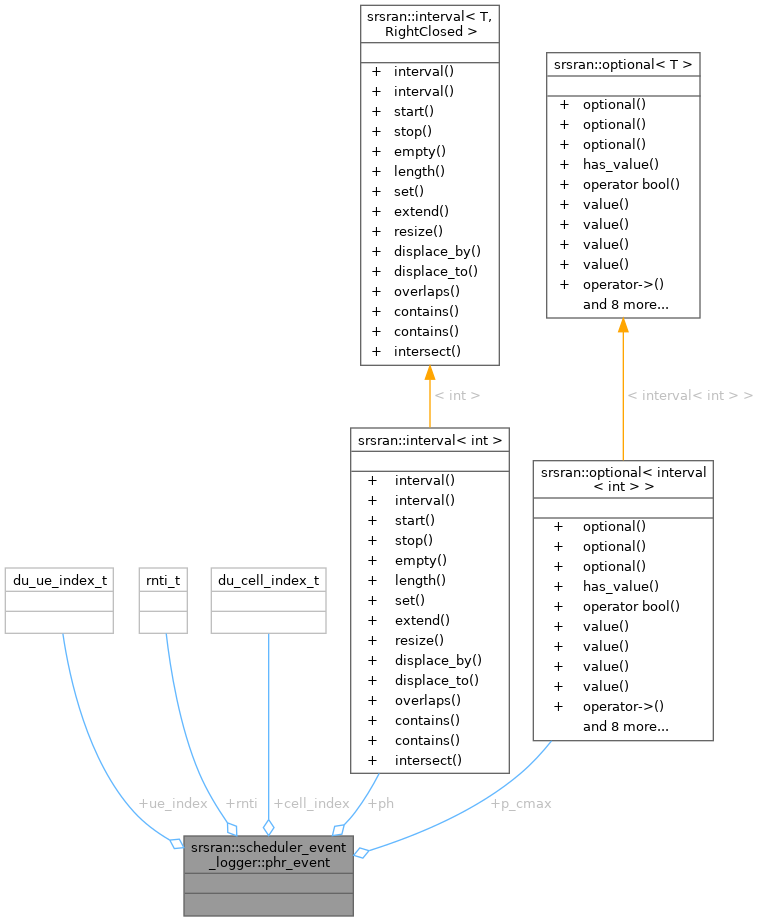 srsran::interval< T,
RightClosed >
+ interval()
+ interval()
+ start()
+ stop()
+ empty()
+ length()
+ set()
+ extend()
+ resize()
+ displace_by()
+ displace_to()
+ overlaps()
+ contains()
+ contains()
+ intersect()
srsran::optional< T >
+ optional()
+ optional()
+ optional()
+ has_value()
+ operator bool()
+ value()
+ value()
+ value()
+ value()
+ operator->()
and 8 more...
< int >
< interval< int > >
srsran::interval< int >
+ interval()
+ interval()
+ start()
+ stop()
+ empty()
+ length()
+ set()
+ extend()
+ resize()
+ displace_by()
+ displace_to()
+ overlaps()
+ contains()
+ contains()
+ intersect()
srsran::optional< interval
< int > >
+ optional()
+ optional()
+ optional()
+ has_value()
+ operator bool()
+ value()
+ value()
+ value()
+ value()
+ operator->()
and 8 more...
du_ue_index_t
rnti_t
du_cell_index_t
+ue_index
+rnti
+cell_index
+ph
+p_cmax
srsran::scheduler_event
_logger::phr_event